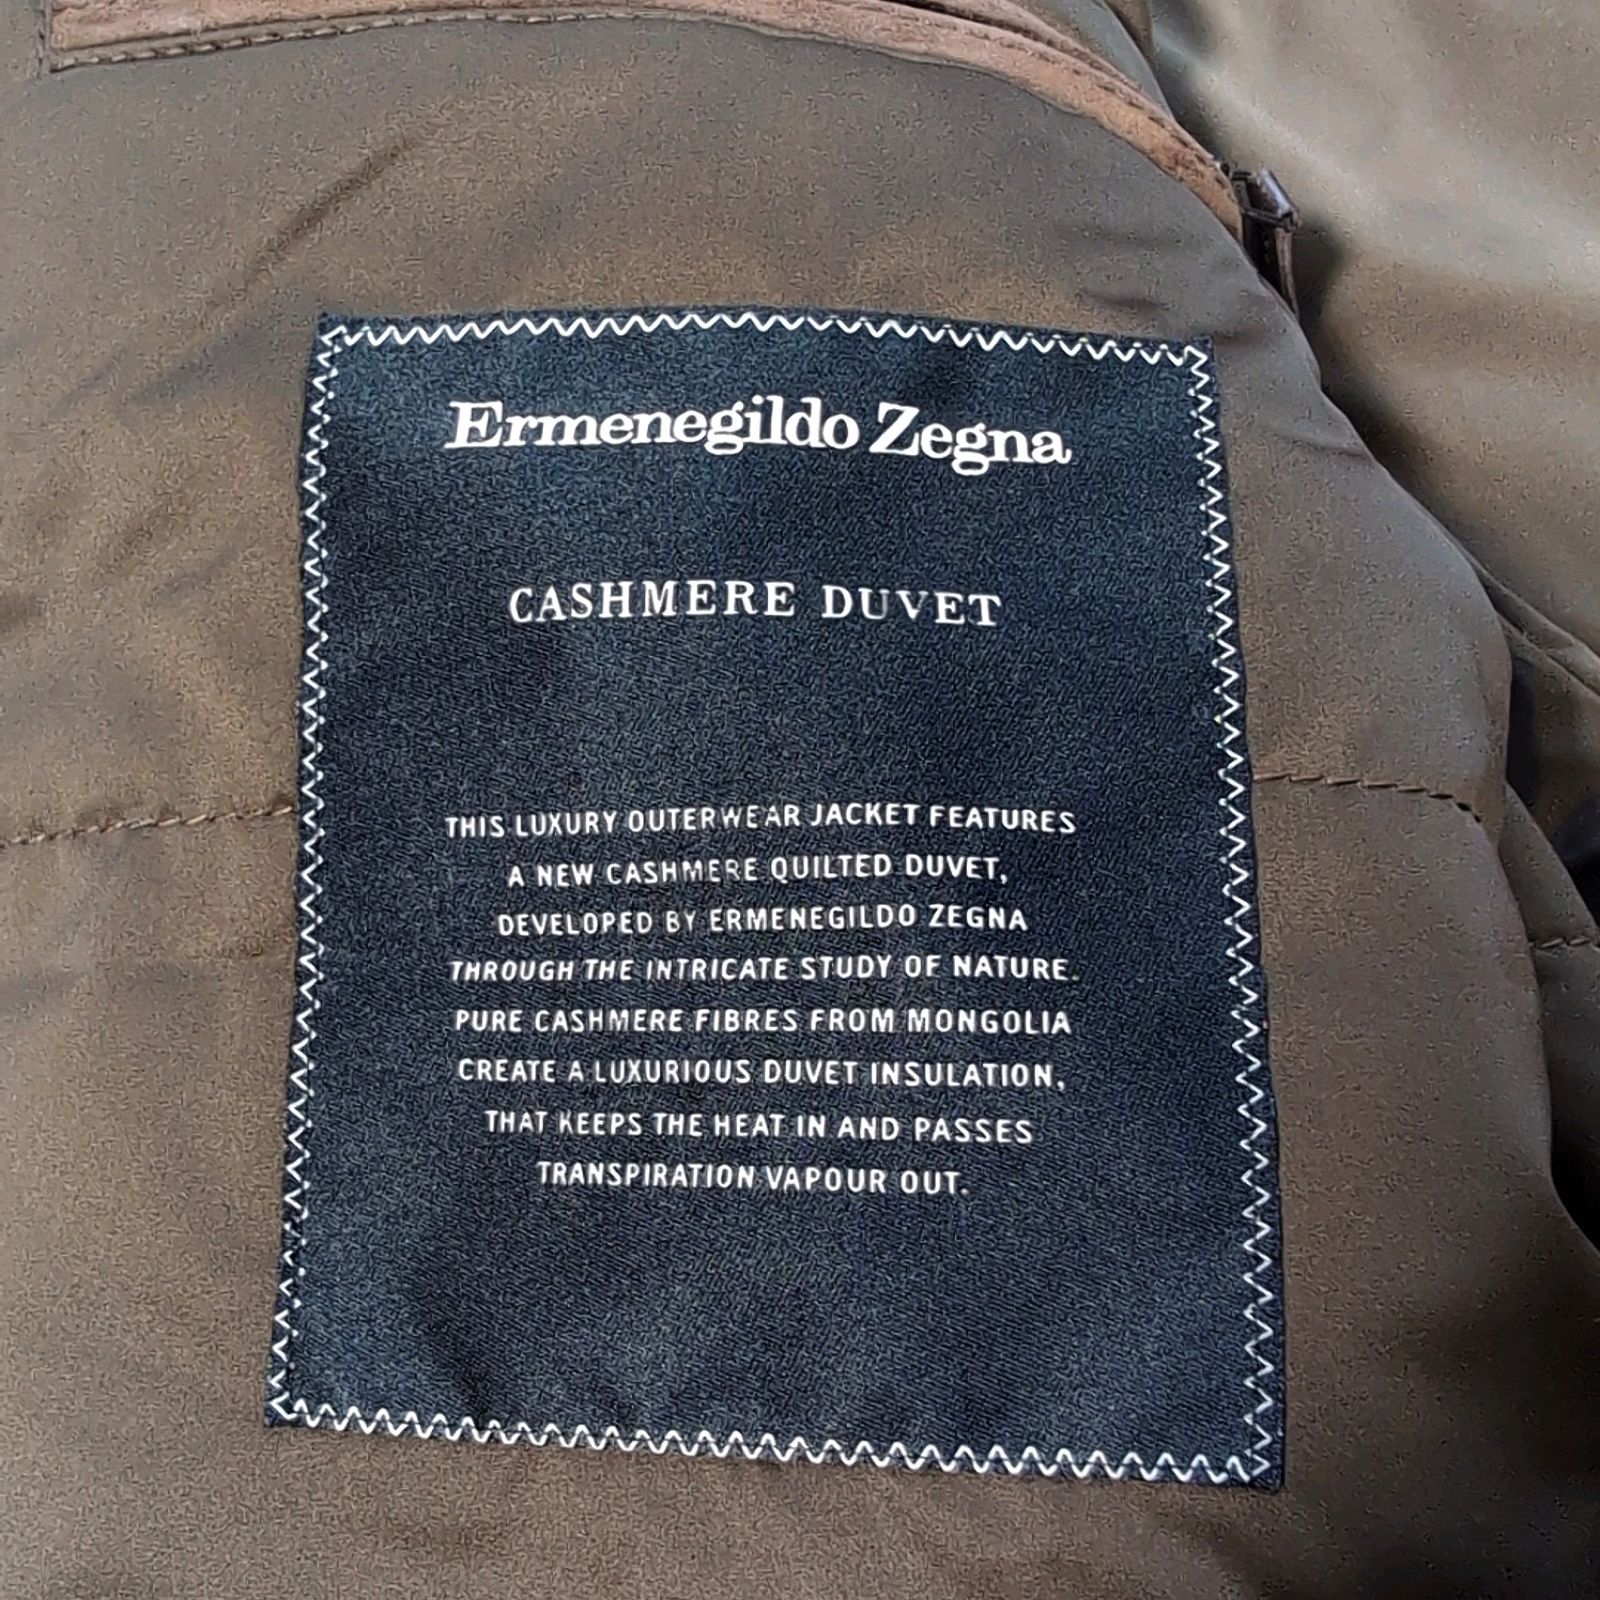 Ermenegildo Zegna
CASHMERE DUVET
THIS LUXURY OUTERWEAR JACKET FEATURES
A NEW CASHMERE QUILTED DUVET,
DEVELOPED BY ERMENEGILDO ZEGNA
THROUGH THE INTRICATE STUDY OF NATURE.
PURE CASHMERE FIBRES FROM MONGOLIA
CREATE A LUXURIOUS DUVET INSULATION,
THAT KEEPS THE HEAT IN AND PASSES
TRANSPIRATION VAPOUR OUT.